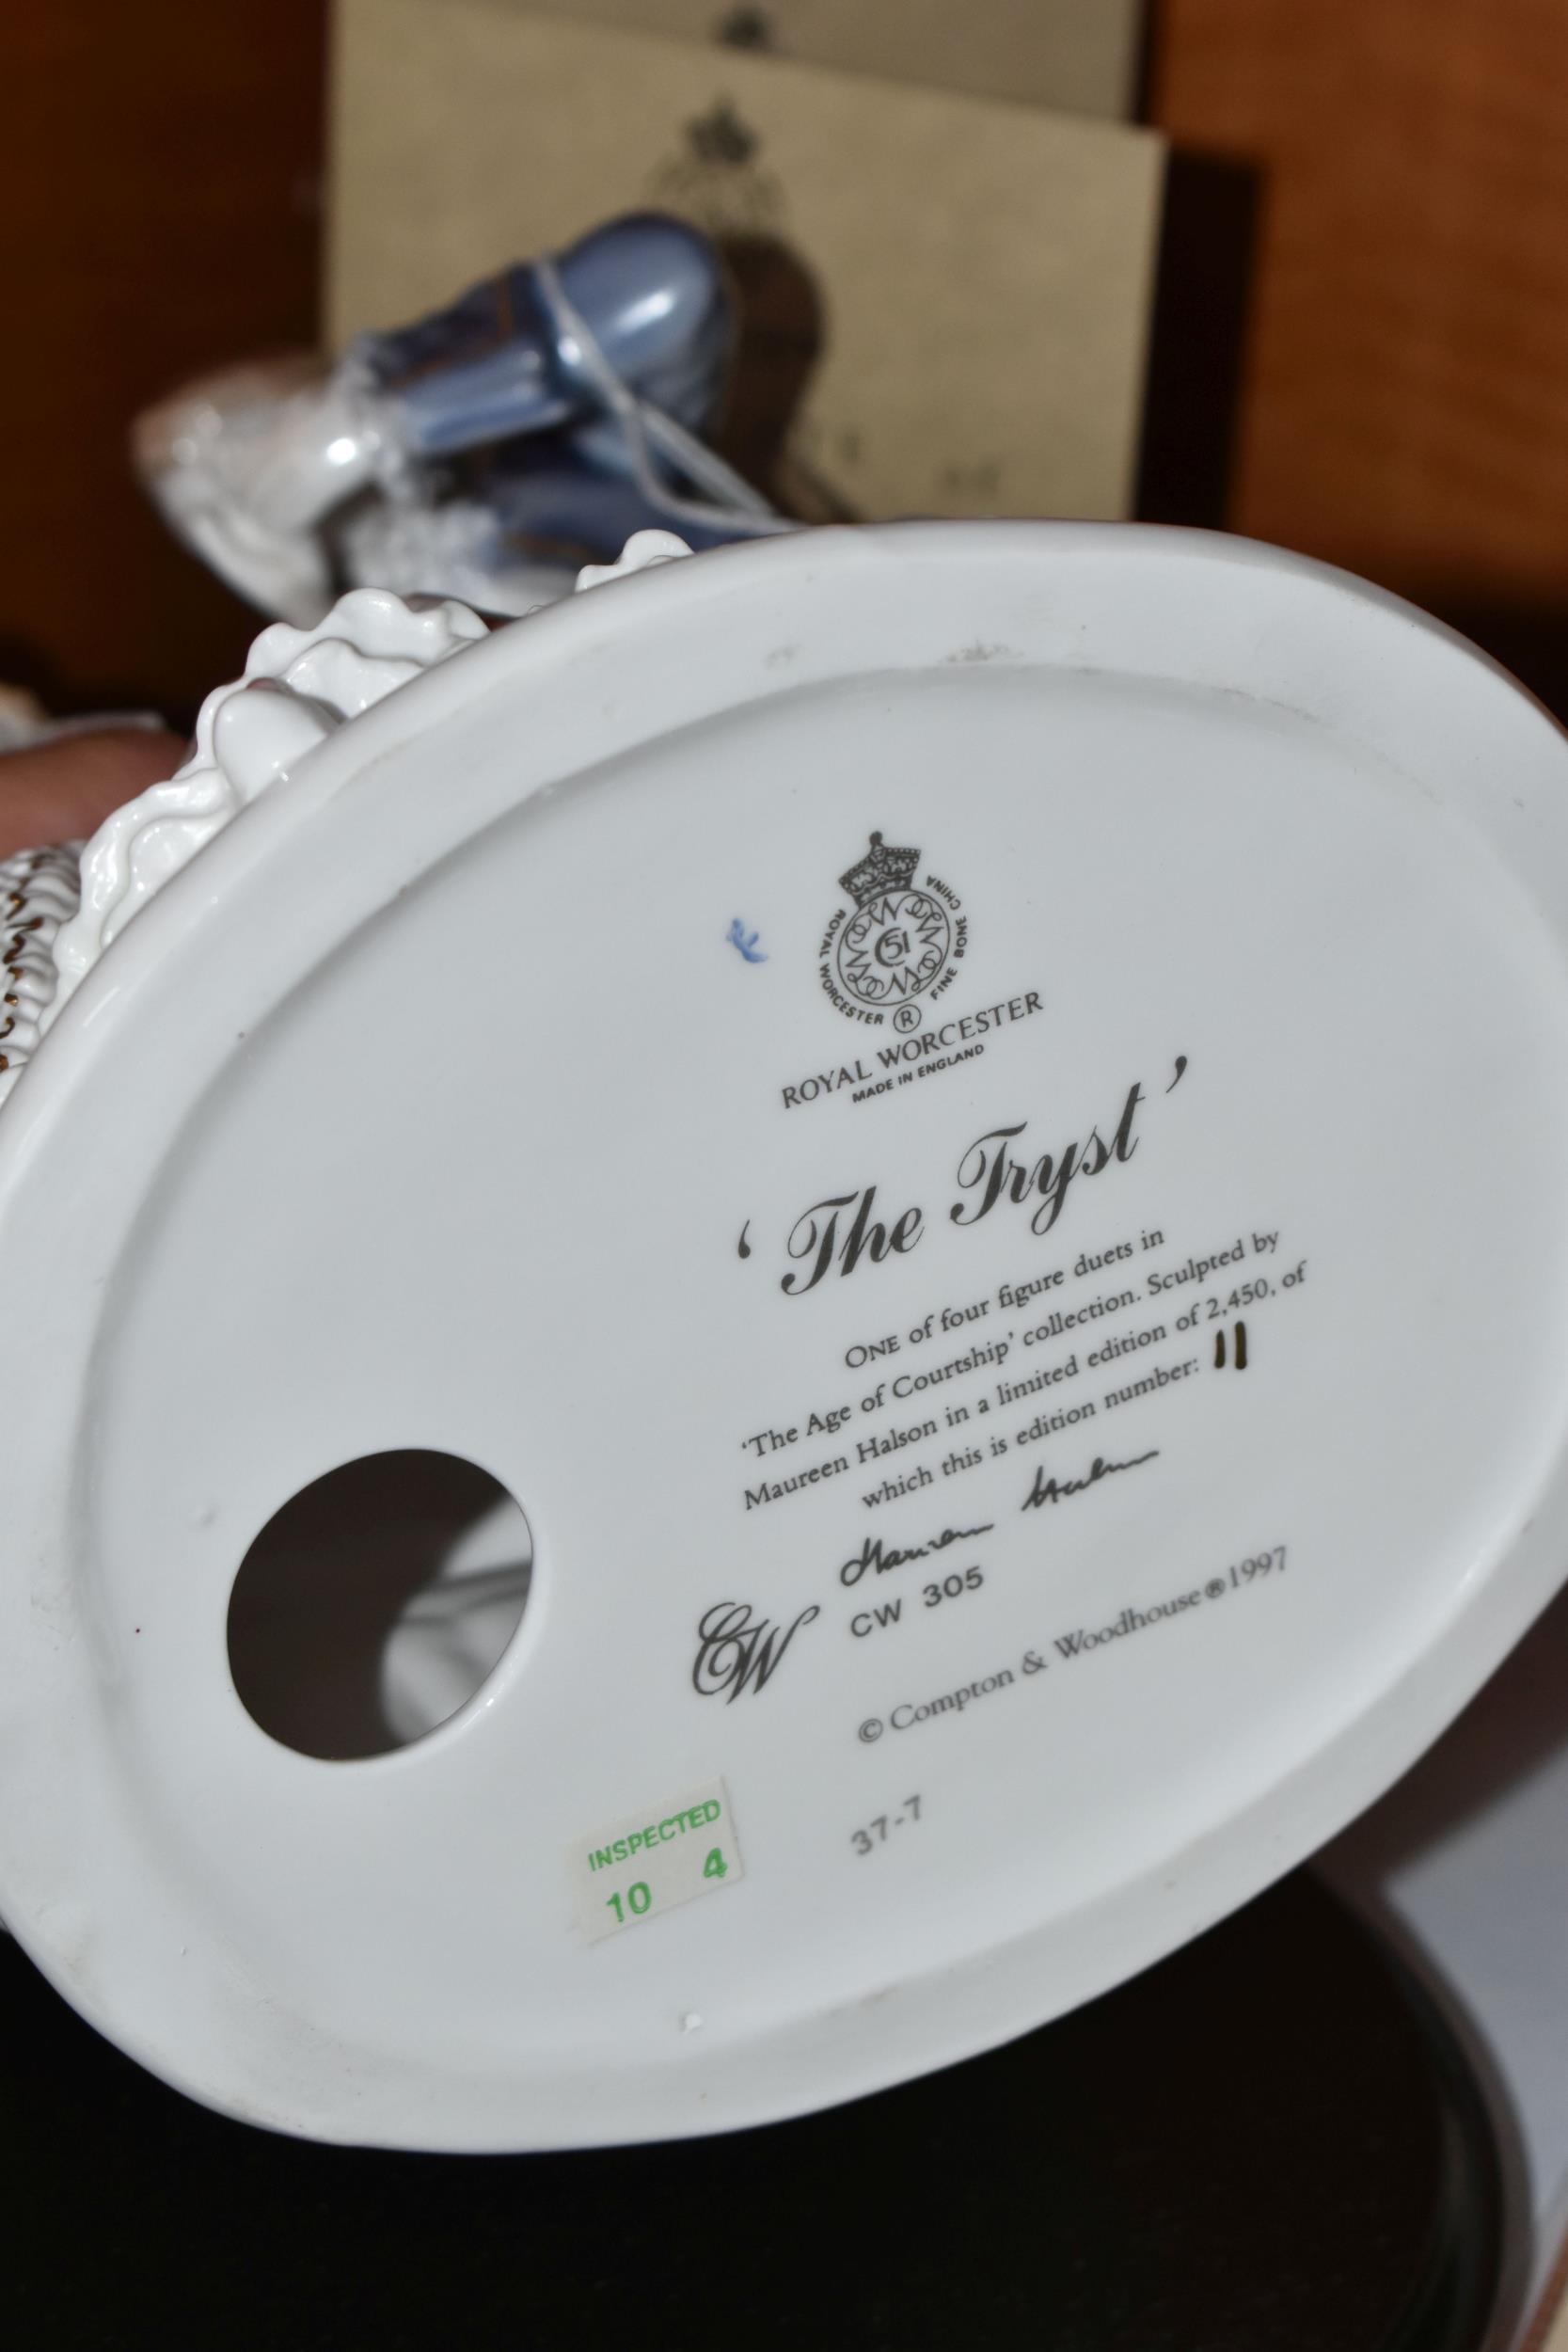 ROYAL WORCESTER FINE BONE CHINA
51
®
ROYAL WORCESTER
MADE IN ENGLAND
‘The Tryst’
ONE of four figure duets in
‘The Age of Courtship’ collection. Sculpted by
Maureen Halson in a limited edition of 2,450, of
which this is edition number: 11
Maureen Halson
CW CW 305
© Compton & Woodhouse ® 1997
37-7
INSPECTED
10 4